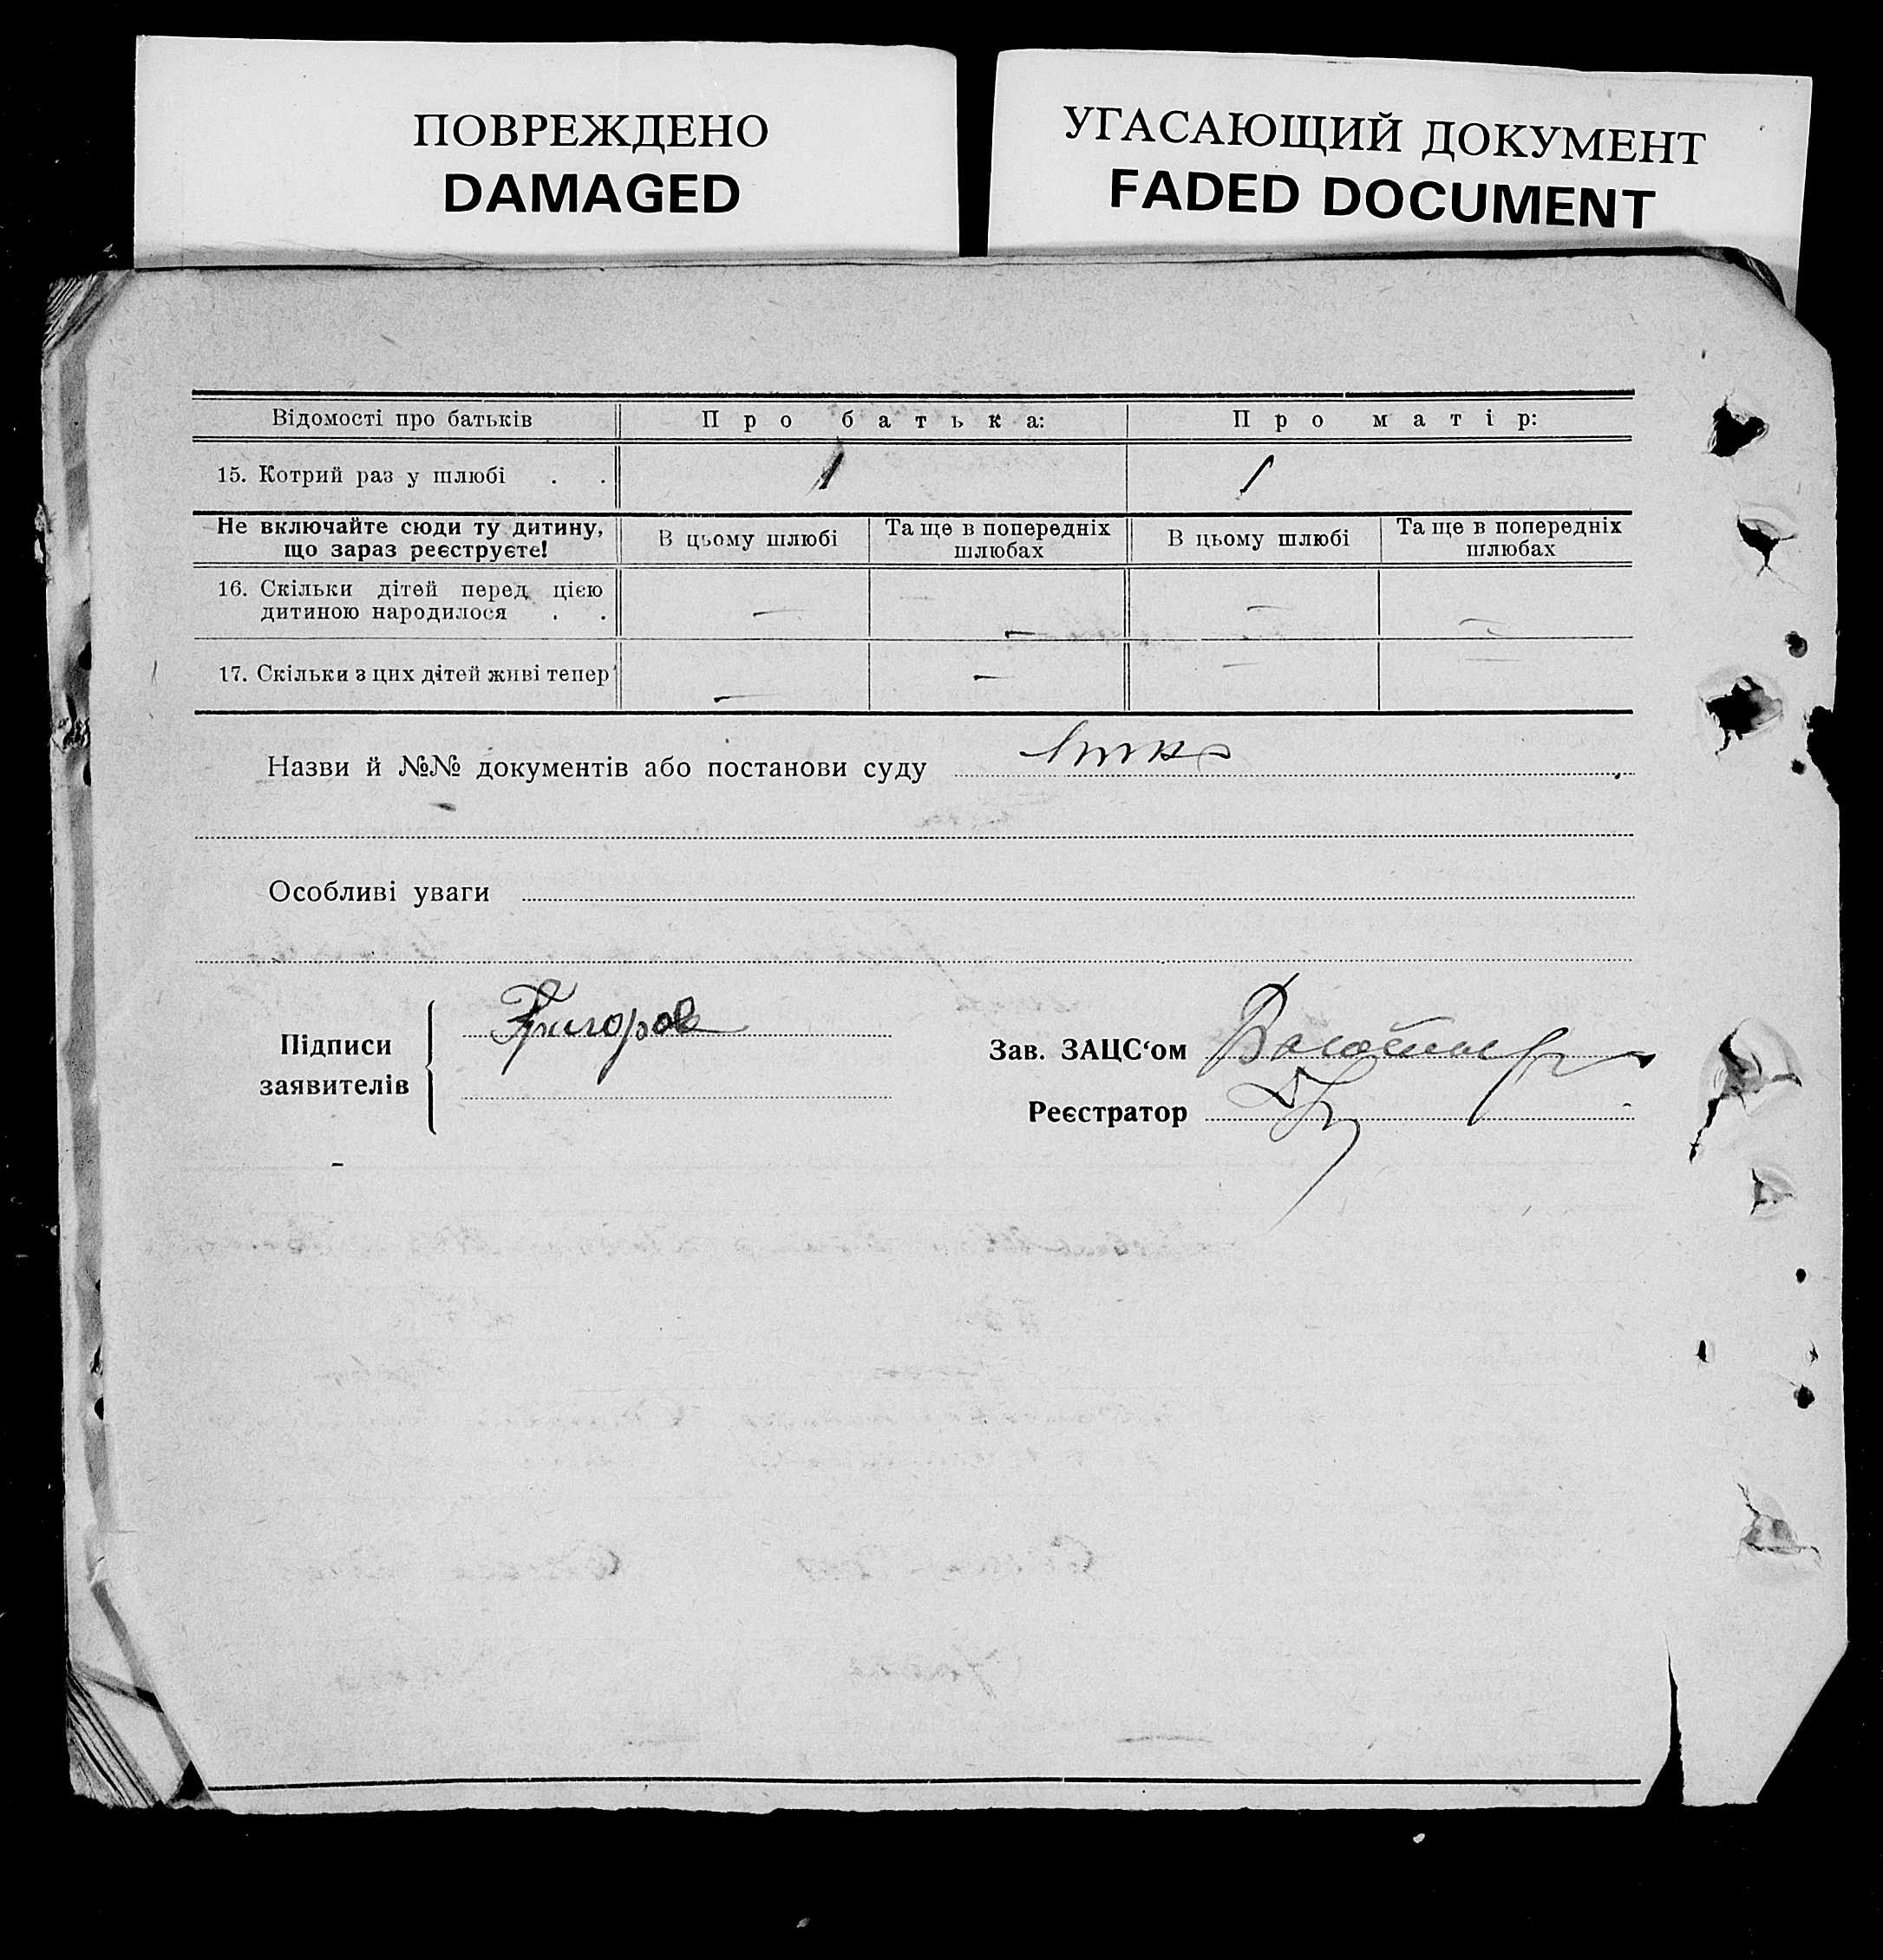 ПОВРЕЖДЕНО
DAMAGED
УГАСАЮЩИЙ ДОКУМЕНТ
FADED DOCUMENT
Відомості про батьків Про батька: Про матір:
15. Котрий раз у шлюбі . . 1 1
Не включайте сюди ту дитину, що зараз реєструєте! В цьому шлюбі Та ще в попередніх шлюбах В цьому шлюбі Та ще в попередніх шлюбах
16. Скільки дітей перед цією — — — —
дитиною народилося . .
17. Скільки з цих дітей живі тепер — — — —
Назви й №№ документів або постанови суду
Особливі уваги
Підписи
заявителів
Григоров
Зав. ЗАЦС‘ом
Реєстратор